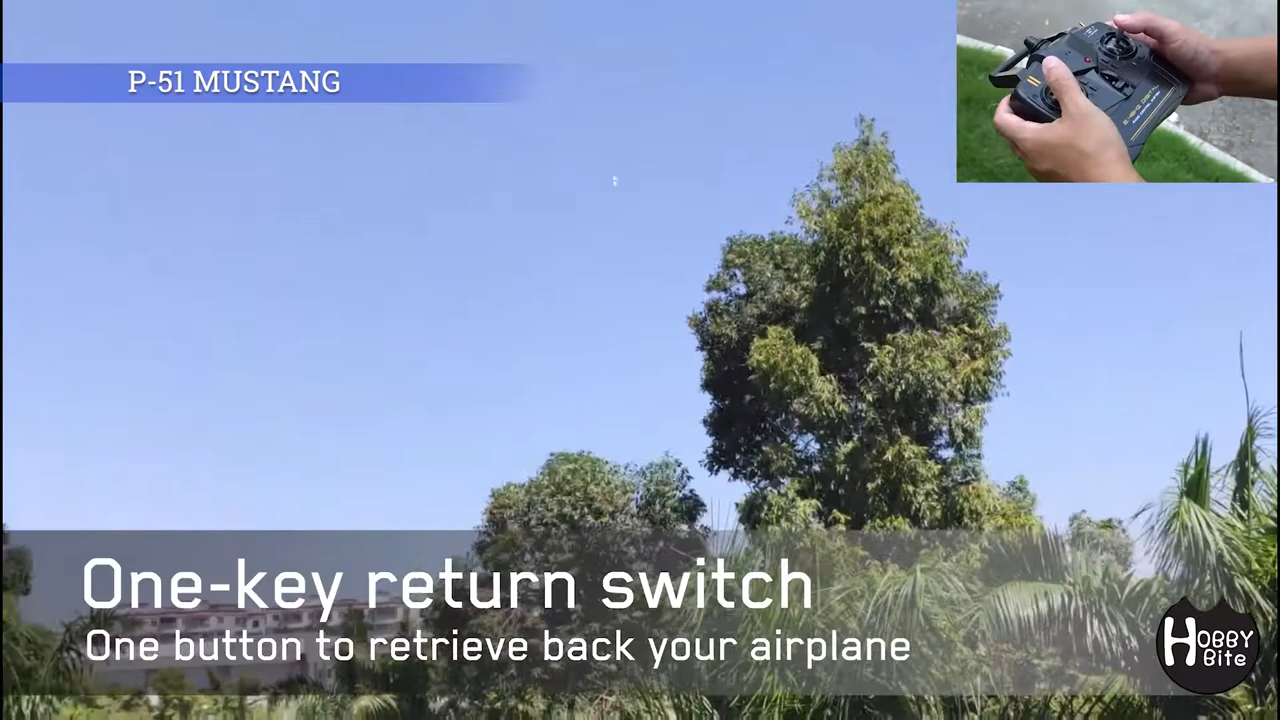 P-51 MUSTANG
One-key return switch
One button to retrieve back your airplane
HOBBY
Bite